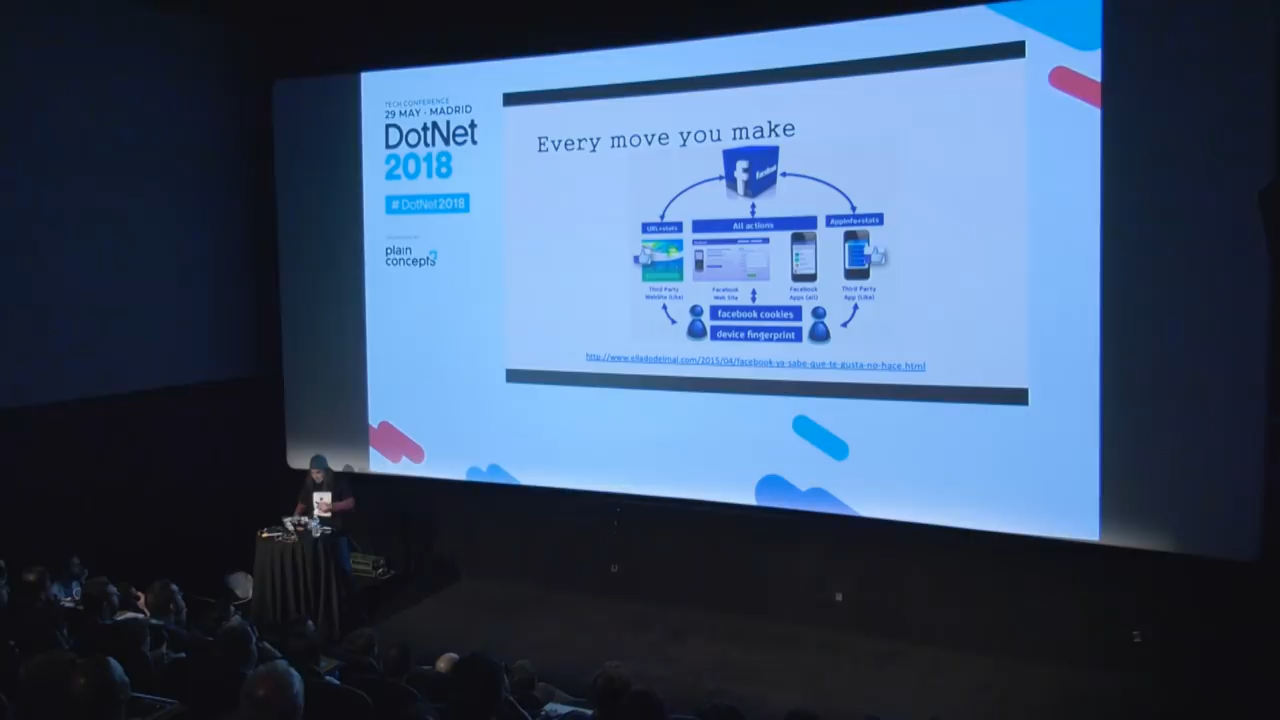 TECH CONFERENCE
29 MAY - MADRID
DotNet
2018
#DotNet2018
plain
concepts
Every move you make
f facebook
URL+stats
All actions
AppInfo+stats
Third Party
WebSite (Like)
Facebook
Web Site
Facebook
Apps (all)
Third Party
App (Like)
facebook cookies
device fingerprint
http://www.elladodelmal.com/2015/04/facebook-ya-sabe-que-te-gusta-no-hace.html